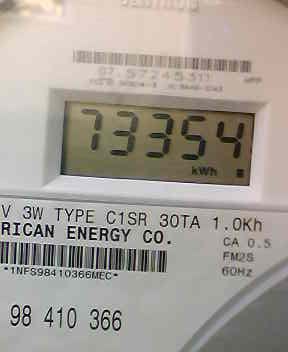 73354
kWh
V 3W TYPE C1SR 30TA 1.0Kh
RICAN ENERGY CO.
CA 0.5
FM2S
60Hz
*1NFS98410366MEC*
98 410 366